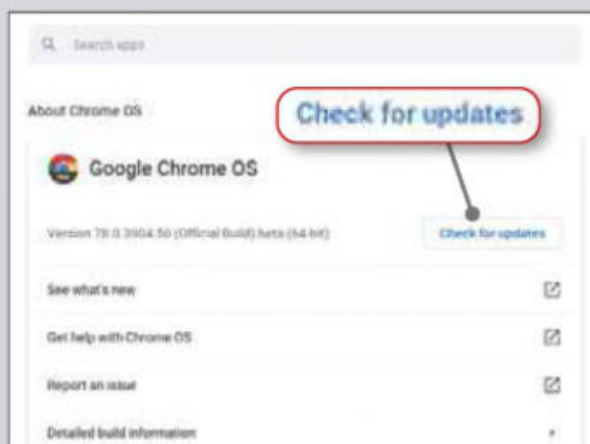 Search apps
About Chrome OS
Check for updates
Google Chrome OS
Version 78.0.3904.50 (Official Build) beta (64-bit)
Check for updates
See what's new
Get help with Chrome OS
Report an issue
Detailed build information